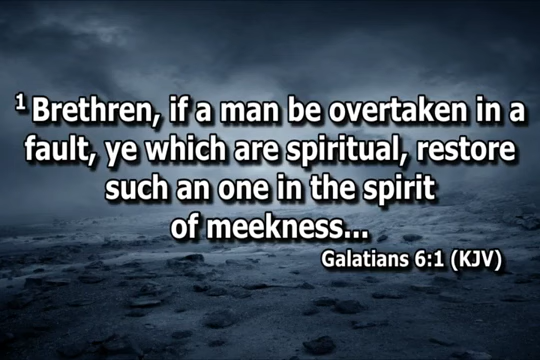 1 Brethren, if a man be overtaken in a
fault, ye which are spiritual, restore
such an one in the spirit
of meekness...
Galatians 6:1 (KJV)